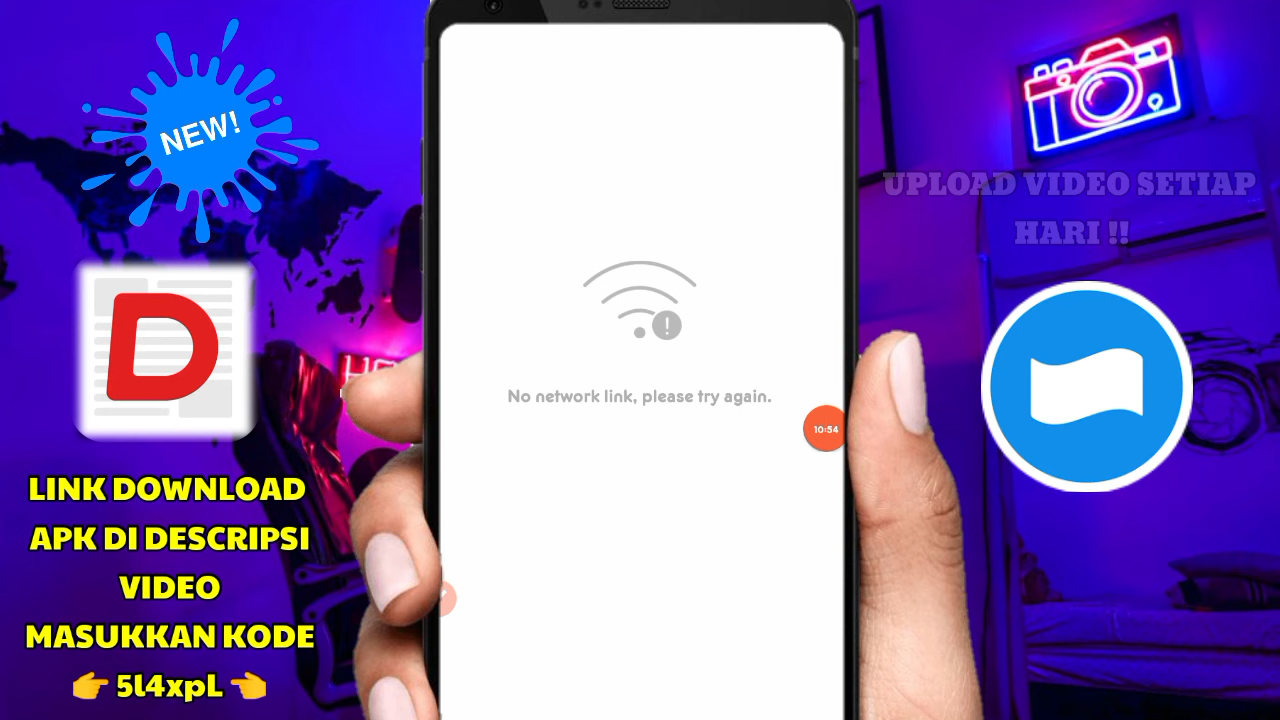 NEW!
UPLOAD VIDEO SETIAP
HARI !!
D
No network link, please try again.
10:54
LINK DOWNLOAD
APK DI DESCRIPSI
VIDEO
MASUKKAN KODE
👉 5l4xpL 👈